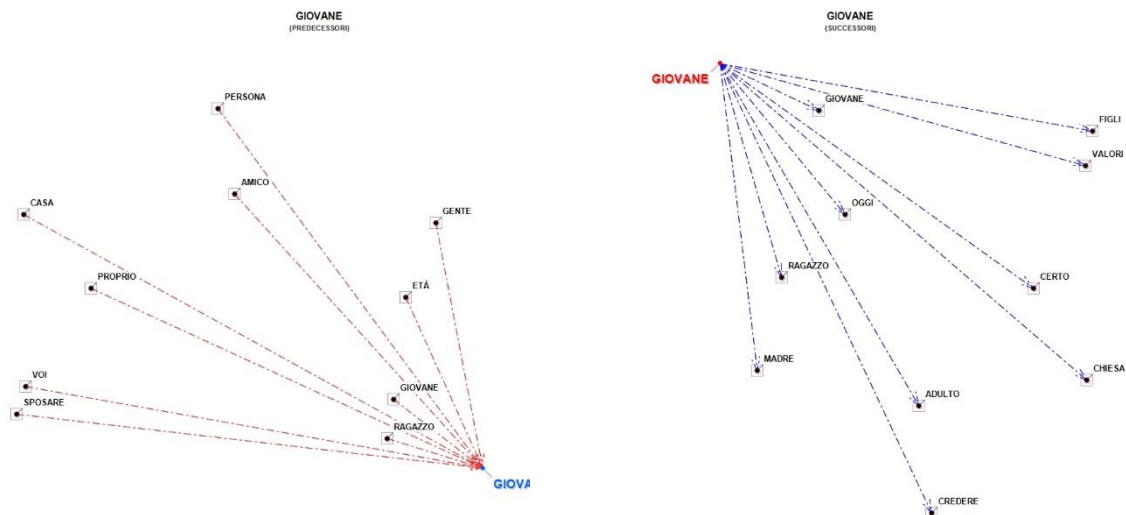 GIOVANE
(PREDECESSORI)
PERSONA
AMICO
CASA
GENTE
PROPRIO
ETÀ
VOI
GIOVANE
SPOSARE
RAGAZZO
GIOVA
GIOVANE
(SUCCESSORI)
GIOVANE
GIOVANE
FIGLI
VALORI
OGGI
RAGAZZO
CERTO
MADRE
CHIESA
ADULTO
CREDERE